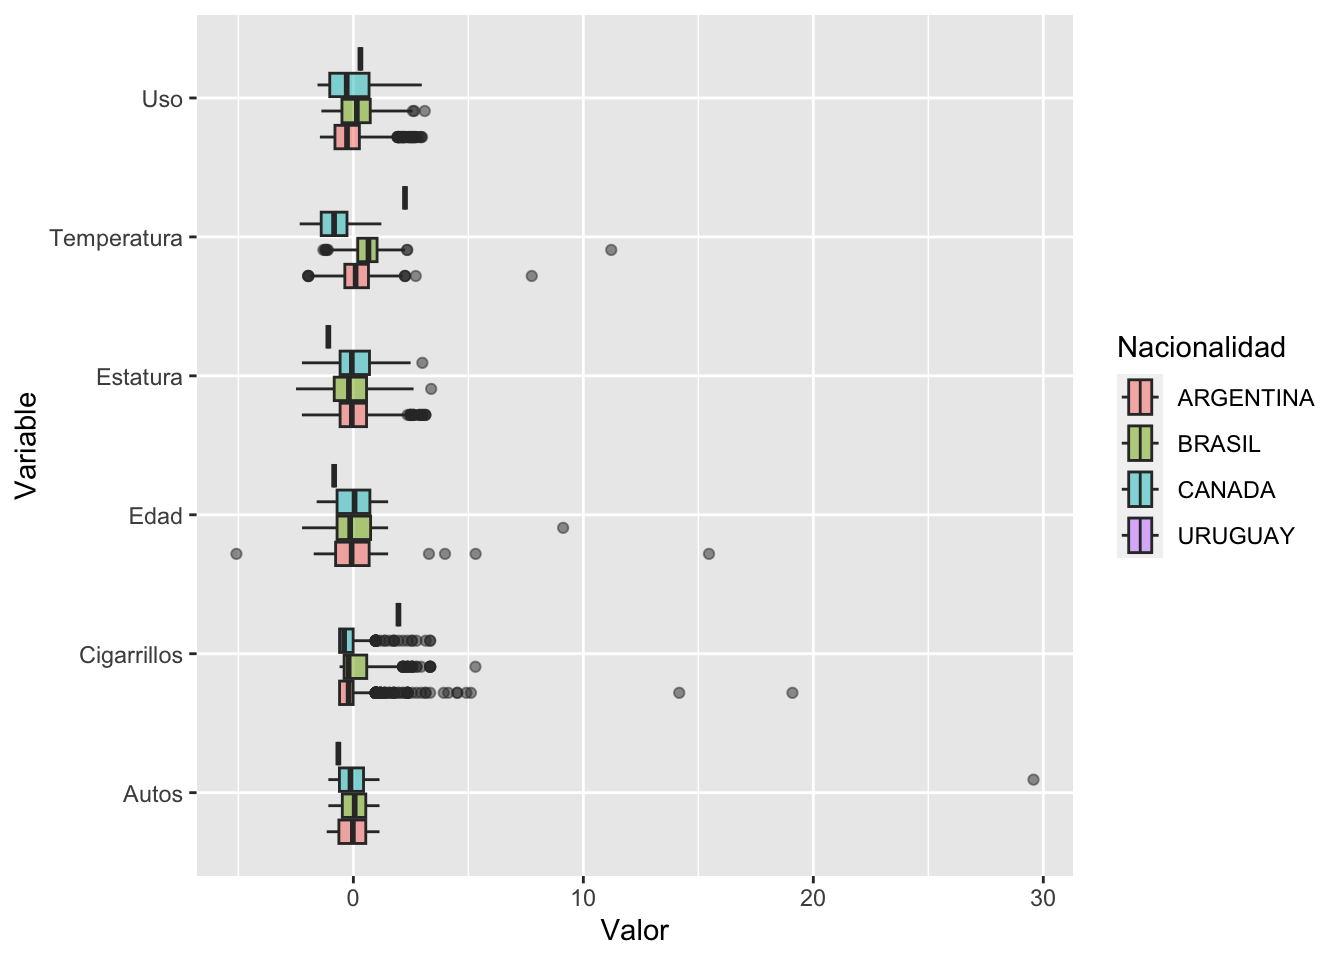 Variable
Uso
Temperatura
Estatura
Edad
Cigarrillos
Autos
0 10 20 30
Valor
Nacionalidad
ARGENTINA
BRASIL
CANADA
URUGUAY